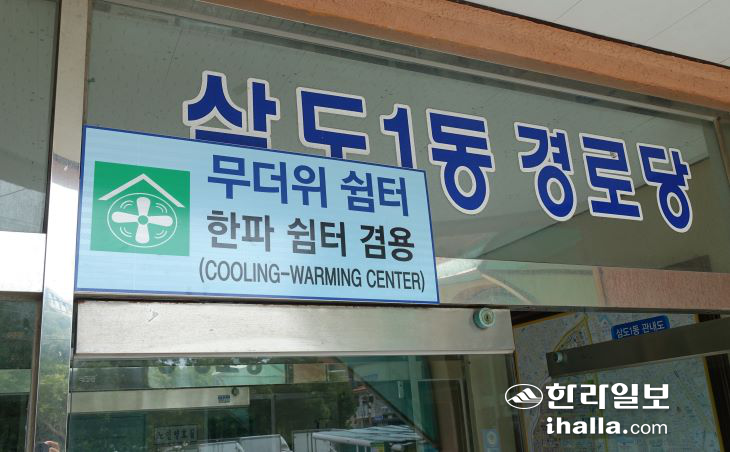 삼도1동 경로당
무더위 쉼터
한파 쉼터 겸용
(COOLING-WARMING CENTER)
삼도1동 관내도
한라일보
ihalla.com